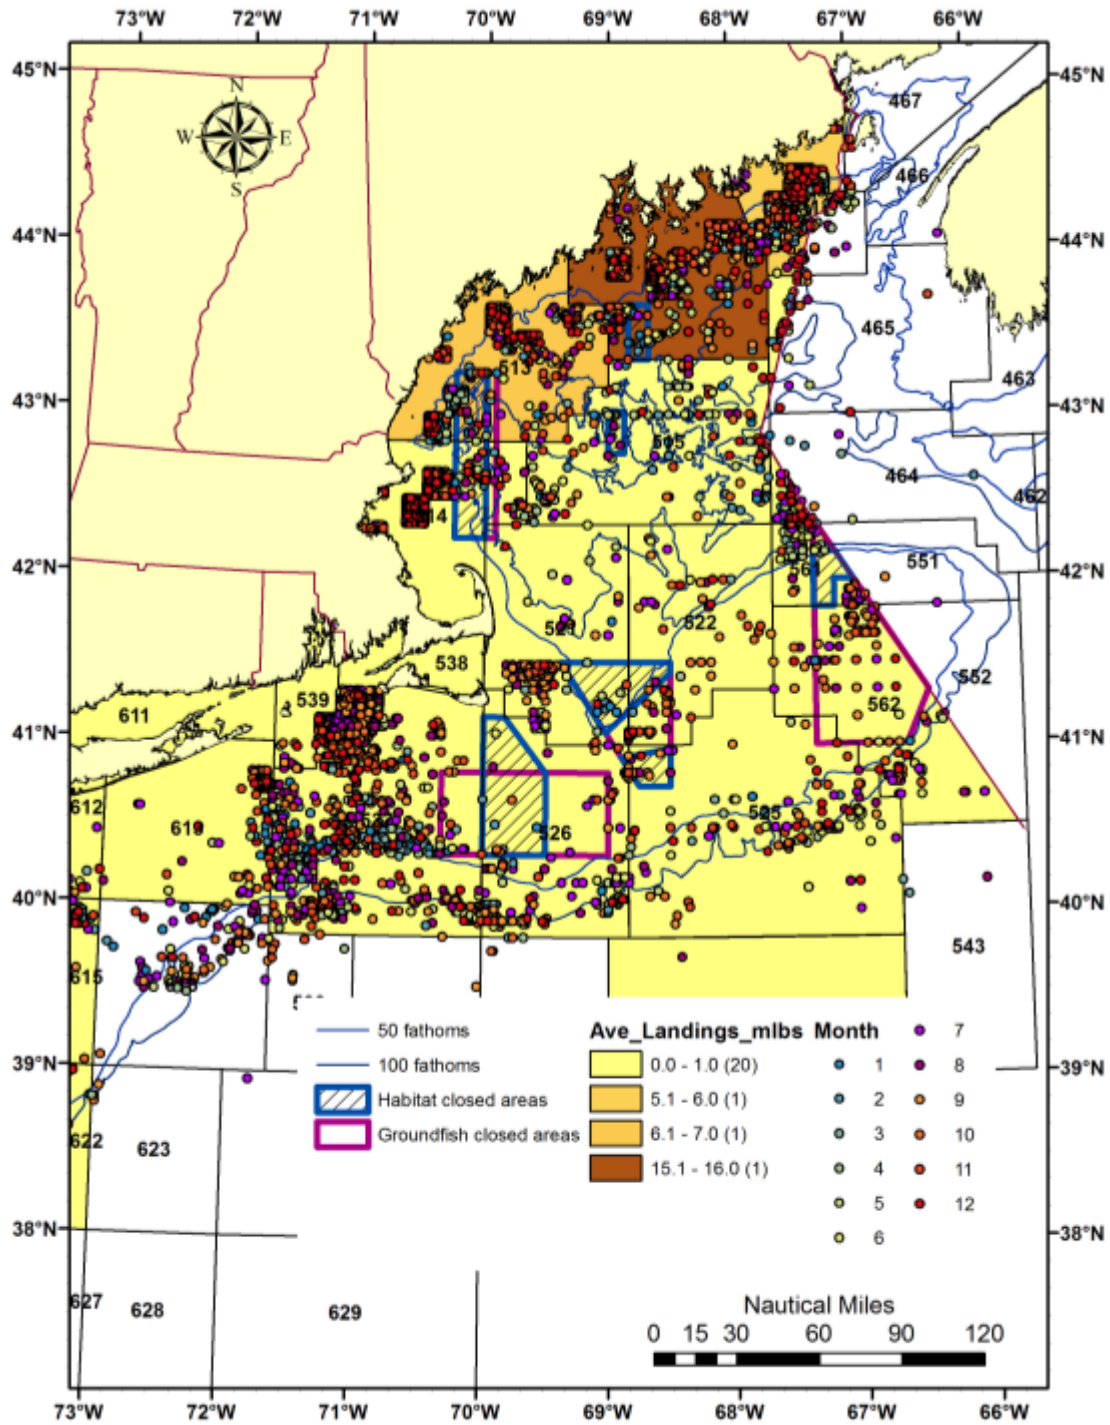 73°W 72°W 71°W 70°W 69°W 68°W 67°W 66°W
45°N 45°N
N
W E
S
467
466
44°N 44°N
465
463
513
43°N 43°N
515
464
462
42°N 42°N
561
551
522
538
552
539
562
611
41°N 41°N
612
526
40°N 40°N
543
615
39°N 39°N
622
623
38°N 38°N
627
628
629
50 fathoms
100 fathoms
Habitat closed areas
Groundfish closed areas
Ave_Landings_mlbs
0.0 - 1.0 (20)
5.1 - 6.0 (1)
6.1 - 7.0 (1)
15.1 - 16.0 (1)
Month
1
2
3
4
5
6
7
8
9
10
11
12
Nautical Miles
0 15 30 60 90 120
73°W 72°W 71°W 70°W 69°W 68°W 67°W 66°W